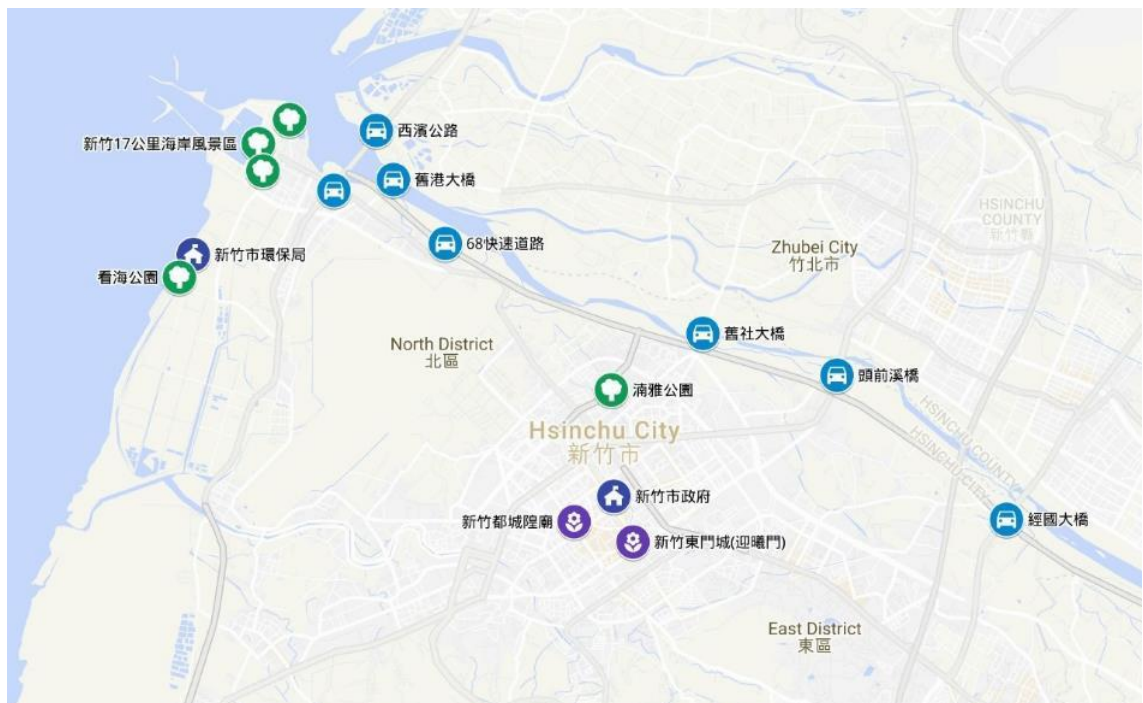 西濱公路
新竹17公里海岸風景區
舊港大橋
HSINCHU
COUNTY
新竹縣
68快速道路
Zhubei City
竹北市
新竹市環保局
看海公園
舊社大橋
North District
北區
頭前溪橋
湳雅公園
HSINCHU COUNTY
HSINCHU CITY
Hsinchu City
新竹市
新竹市政府
新竹都城隍廟
經國大橋
新竹東門城(迎曦門)
East District
東區